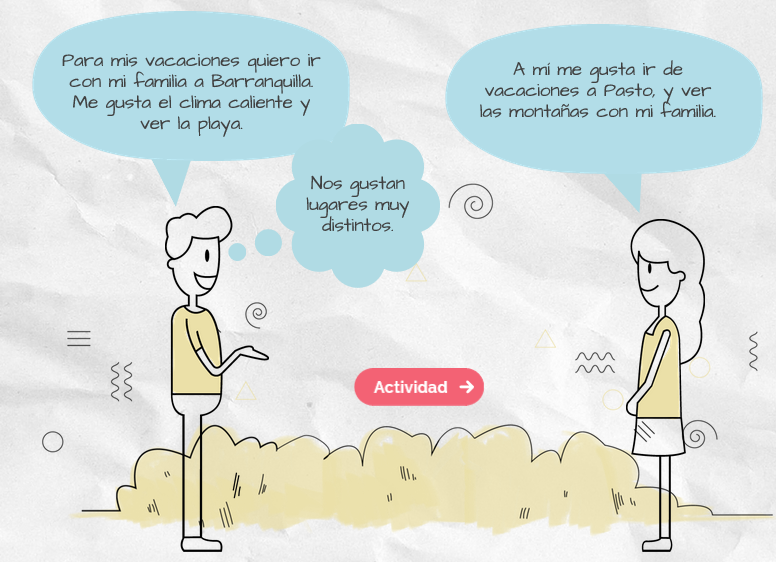 Para mis vacaciones quiero ir
con mi familia a Barranquilla.
Me gusta el clima caliente y
ver la playa.
A mí me gusta ir de
vacaciones a Pasto, y ver
las montañas con mi familia.
Nos gustan
lugares muy
distintos.
Actividad